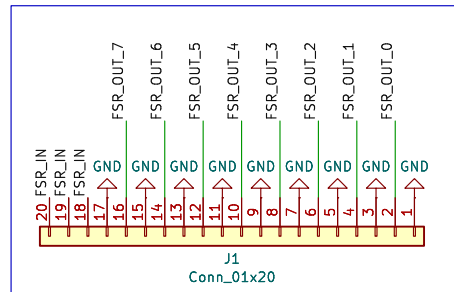 FSR_OUT_7
FSR_OUT_6
FSR_OUT_5
FSR_OUT_4
FSR_OUT_3
FSR_OUT_2
FSR_OUT_1
FSR_OUT_0
FSR_IN
FSR_IN
FSR_IN
GND
GND
GND
GND
GND
GND
GND
GND
GND
20
19
18
17
16
15
14
13
12
11
10
9
8
7
6
5
4
3
2
1
J1
Conn_01x20